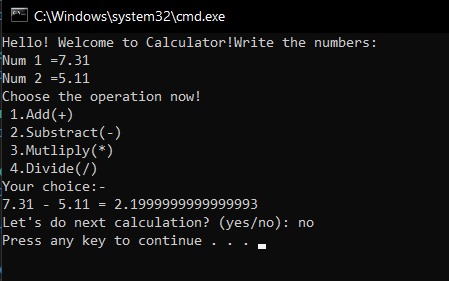 C:\Windows\system32\cmd.exe
Hello! Welcome to Calculator!Write the numbers:
Num 1 =7.31
Num 2 =5.11
Choose the operation now!
1.Add(+)
2.Substract(-)
3.Mutliply(*)
4.Divide(/)
Your choice:-
7.31 - 5.11 = 2.1999999999999993
Let's do next calculation? (yes/no): no
Press any key to continue . . .